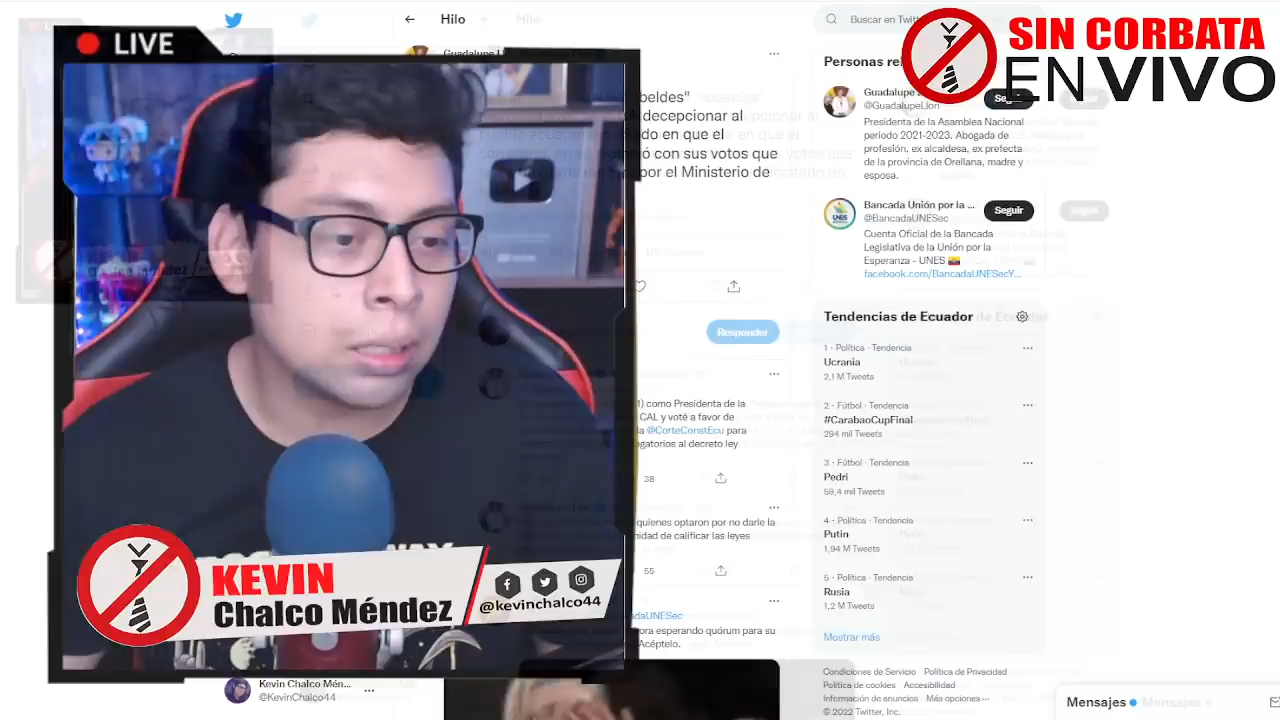 LIVE
Hilo
Buscar en Twitt
SIN CORBATA
EN VIVO
Personas re
Guadalupe
@GuadalupeLlori
Presidenta de la Asamblea Nacional
periodo 2021-2023. Abogada de
profesión, ex alcaldesa, ex prefecta
de la provincia de Orellana, madre y
esposa.
beldes"
decepcionar al
do en que el
ó con sus votos que
por el Ministerio de
Bancada Unión por la ...
@BancadaUNESec
Seguir
Cuenta Oficial de la Bancada
Legislativa de la Unión por la
Esperanza - UNES
facebook.com/BancadaUNESecY...
Responder
Tendencias de Ecuador
1 · Política · Tendencia
Ucrania
2,1 M Tweets
2 · Fútbol · Tendencia
#CarabaoCupFinal
294 mil Tweets
3 · Fútbol · Tendencia
Pedri
59,4 mil Tweets
4 · Política · Tendencia
Putin
1,94 M Tweets
5 · Política · Tendencia
Rusia
1,2 M Tweets
Mostrar más
) como Presidenta de la
CAL y voté a favor de
la @CorteConstEcu para
ogatorios al decreto ley
38
quienes optaron por no darle la
nidad de calificar las leyes
55
daUNESec
ora esperando quórum para su
Acéptelo.
KEVIN
Chalco Méndez
@kevinchalco44
Kevin Chalco Mén...
@KevinChalco44
Condiciones de Servicio Política de Privacidad
Política de cookies Accesibilidad
Información de anuncios Más opciones ···
© 2022 Twitter, Inc.
Mensajes